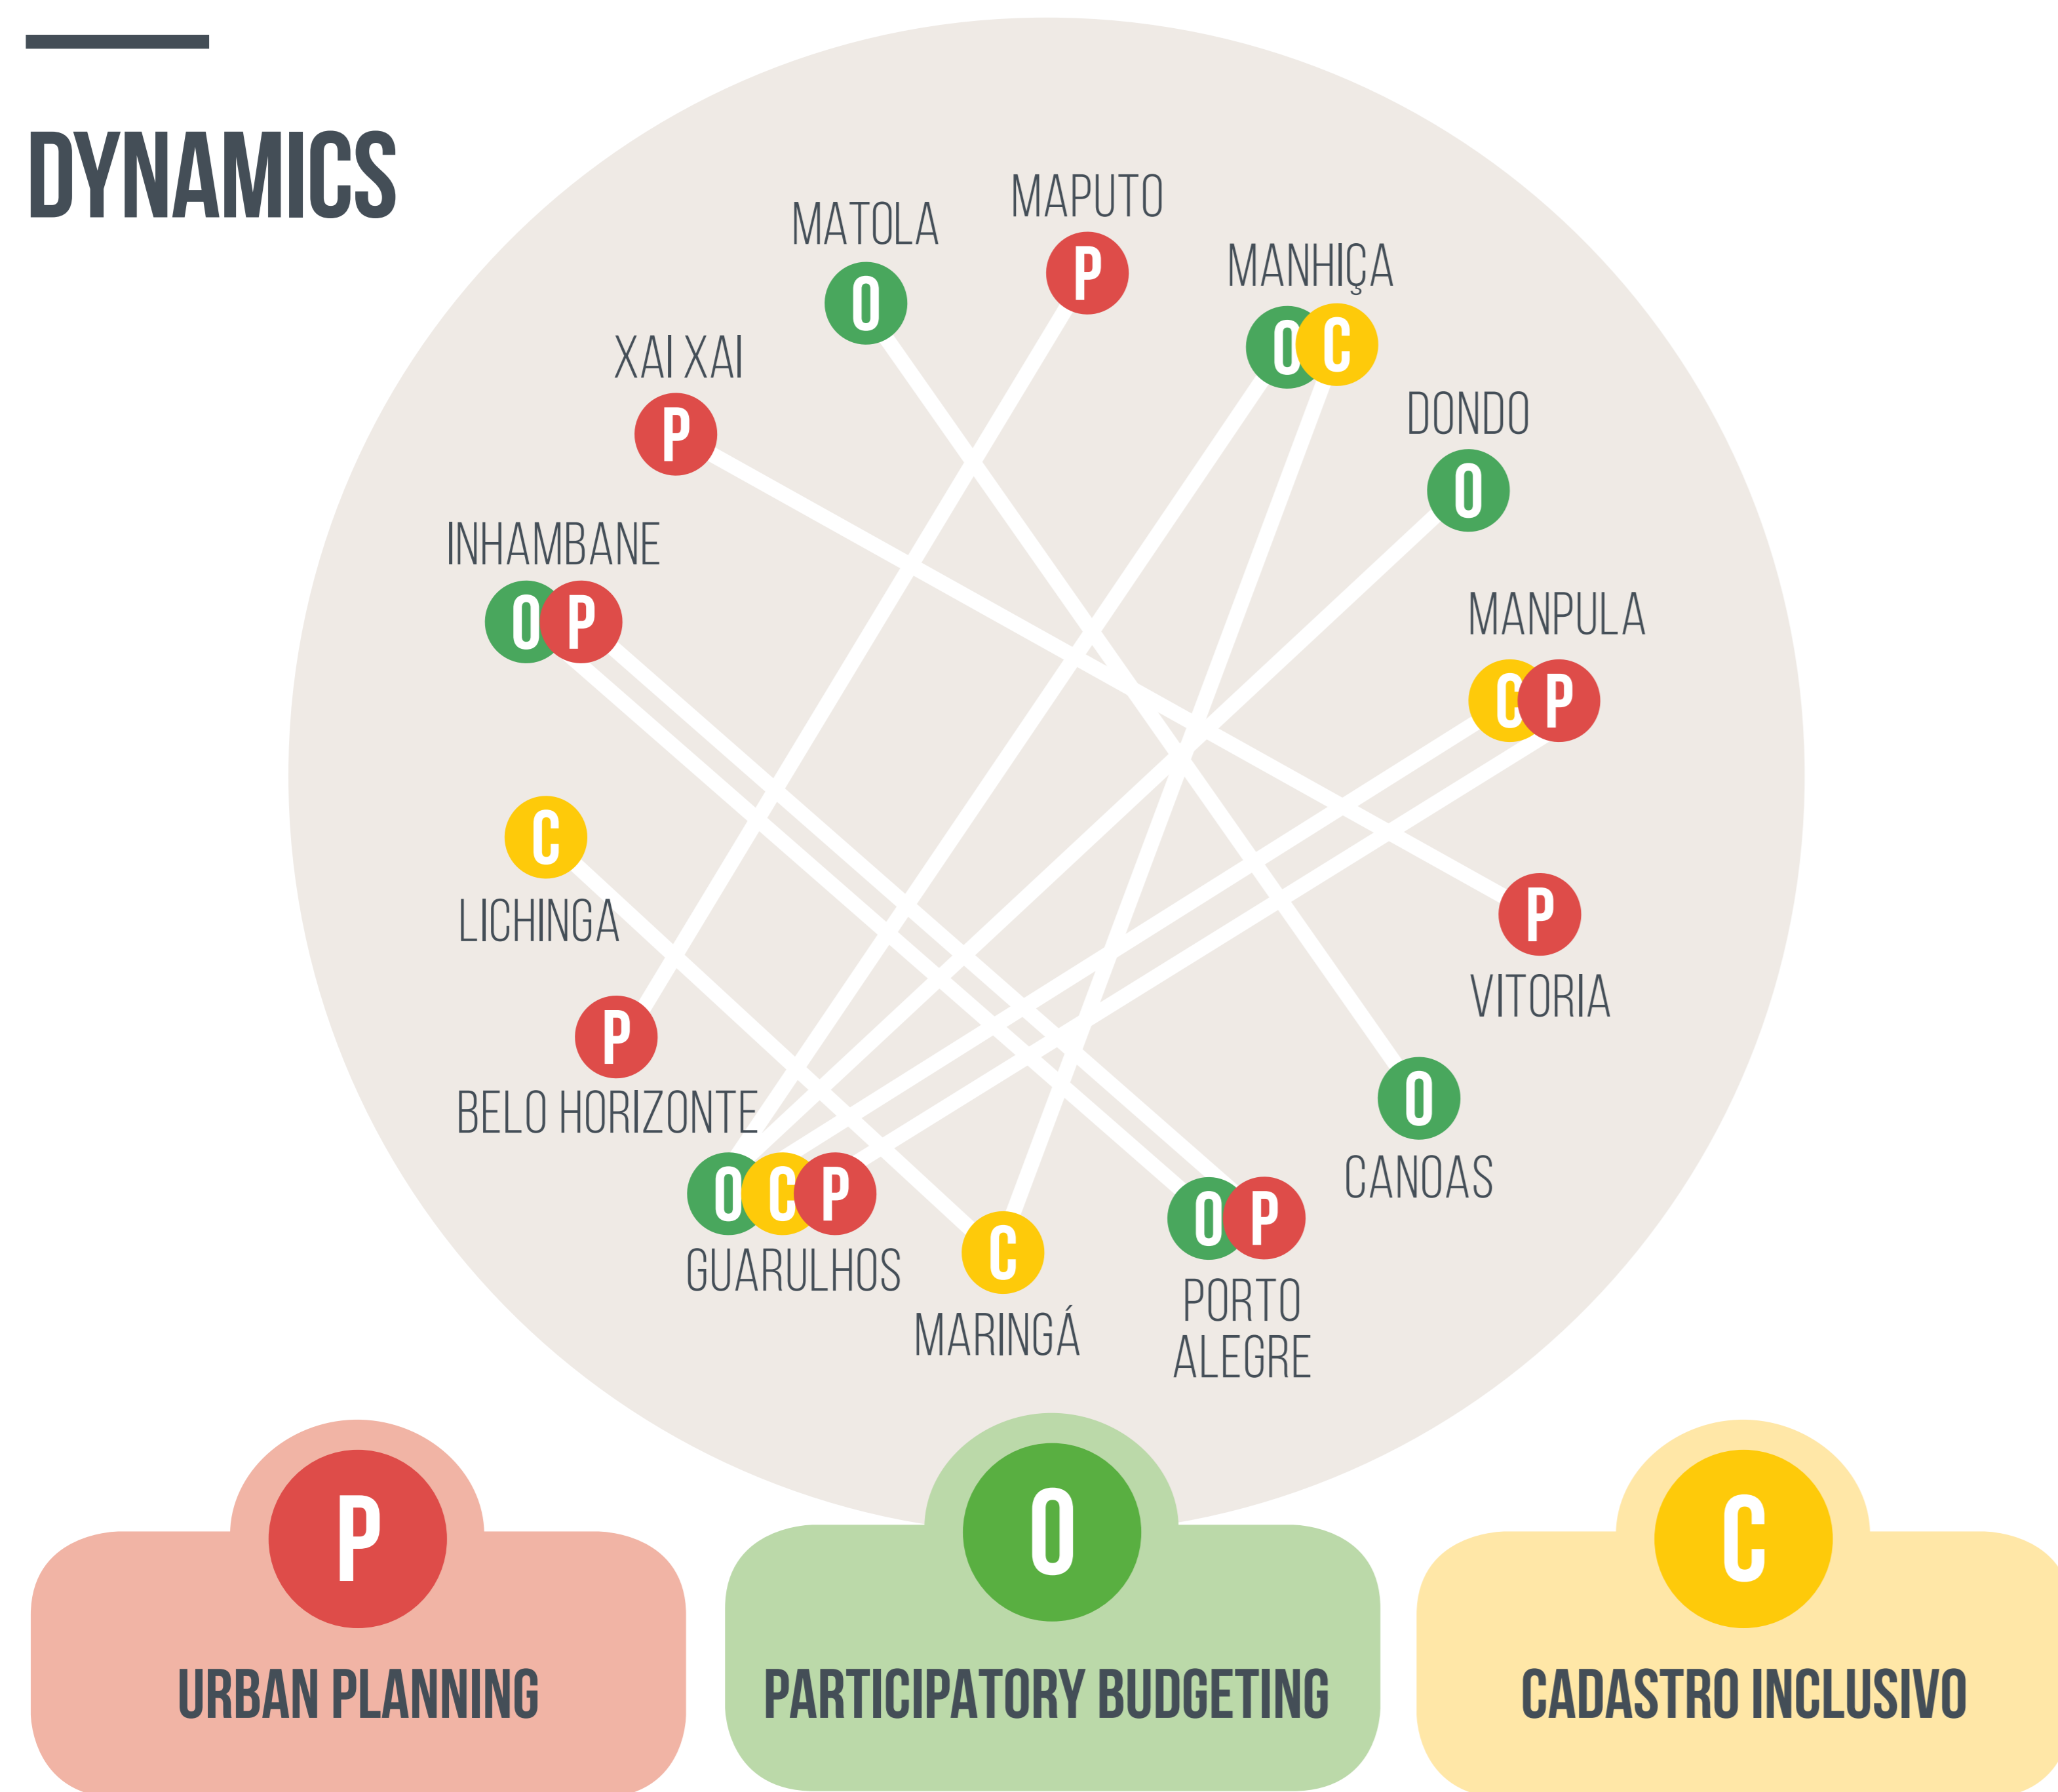 DYNAMICS
MAPUTO
P
MATOLA
O
MANHIÇA
O C
XAI XAI
P
DONDO
O
INHAMBANE
O P
MANPULA
C P
C
LICHINGA
P
VITORIA
P
BELO HORIZONTE
O
CANOAS
O C P
GUARULHOS
C
MARINGÁ
O P
PORTO
ALEGRE
P
URBAN PLANNING
O
PARTICIPATORY BUDGETING
C
CADASTRO INCLUSIVO